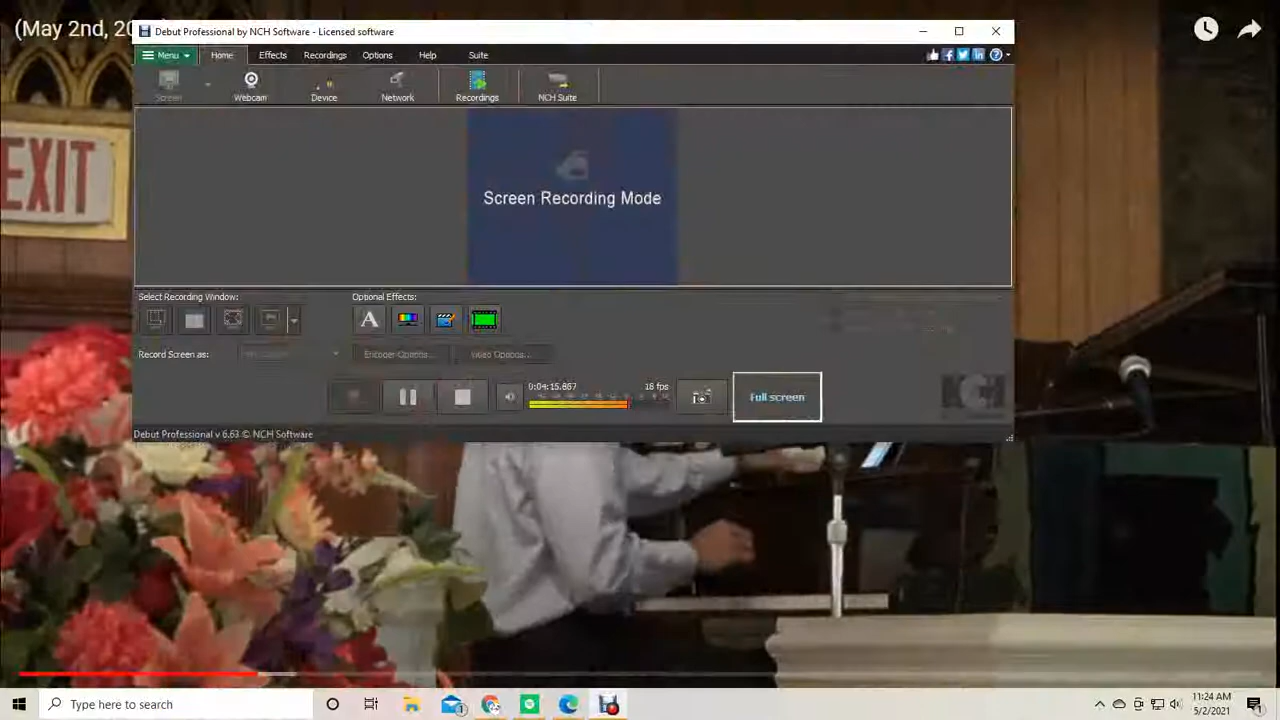 (May 2nd, 20
Debut Professional by NCH Software - Licensed software
Menu Home Effects Recordings Options Help Suite
Screen Webcam Device Network Recordings NCH Suite
EXIT
Screen Recording Mode
Select Recording Window: Optional Effects:
A
Record Screen as: Encoder Options... Video Options...
0:04:15.867 18 fps
Full screen
NCH
Debut Professional v 6.63 © NCH Software
Type here to search
11:24 AM
5/2/2021